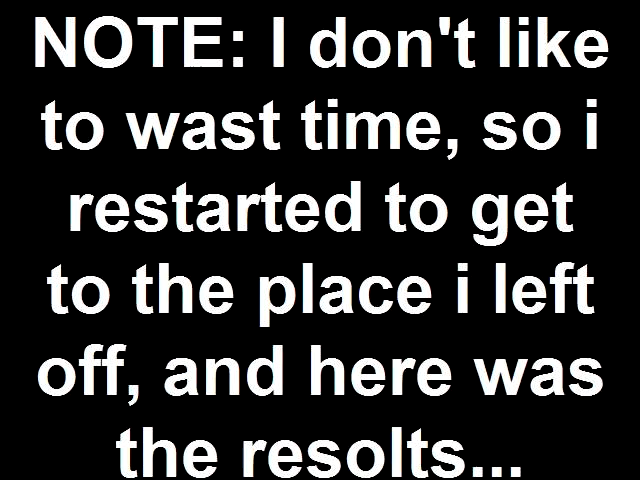 NOTE: I don't like
to wast time, so i
restarted to get
to the place i left
off, and here was
the resolts...